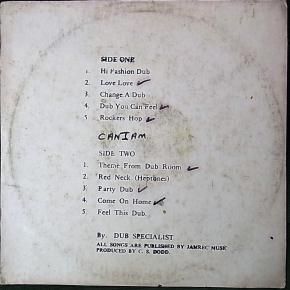 SIDE ONE
1. Hi Fashion Dub
2. Love Love ✓
3. Change A Dub
4. Dub You Can Feel ✓
5. Rockers Hop ✓
CANIAM
SIDE TWO
1. Theme From Dub Room ✓
2. Red Neck (Heptones)
3. Party Dub ✓
4. Come On Home ✓
5. Feel This Dub
By. DUB SPECIALIST
ALL SONGS ARE PUBLISHED BY JAMREC MUSIC
PRODUCED BY C. S. DODD.